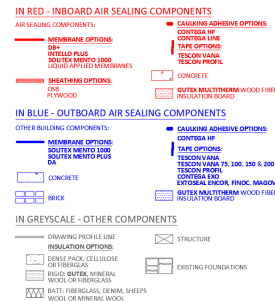 IN RED - INBOARD AIR SEALING COMPONENTS
AIR SEALING COMPONENTS:
MEMBRANE OPTIONS:
DB+
INTELLO PLUS
SOLITEX MENTO 1000
LIQUID APPLIED MEMBRANES
SHEATHING OPTIONS:
OSB
PLYWOOD
CAULKING ADHESIVE OPTIONS:
CONTEGA HF
CONTEGA LINE
TAPE OPTIONS:
TESCON VANA
TESCON PROFIL
CONCRETE
GUTEX MULTITHERM WOOD FIBER
INSULATION BOARD
IN BLUE - OUTBOARD AIR SEALING COMPONENTS
OTHER BUILDING COMPONENTS:
MEMBRANE OPTIONS:
SOLITEX MENTO 1000
SOLITEX MENTO PLUS
DA
CONCRETE
BRICK
CAULKING ADHESIVE OPTIONS:
CONTEGA HF
TAPE OPTIONS:
TESCON VANA
TESCON VANA 75, 100, 150 & 200
TESCON PROFIL
CONTEGA EXO
EXTOSEAL ENCOR, FINOC, MAGOV
GUTEX MULTITHERM WOOD FIBER
INSULATION BOARD
IN GREYSCALE - OTHER COMPONENTS
DRAWING PROFILE LINE
INSULATION OPTIONS:
DENSE PACK: CELLULOSE
OR FIBERGLAS
RIGID: GUTEX, MINERAL
WOOL OR FIBERGLASS
BATT: FIBERGLASS, DENIM, SHEEPS
WOOL OR MINERAL WOOL
STRUCTURE
EXISTING FOUNDATIONS